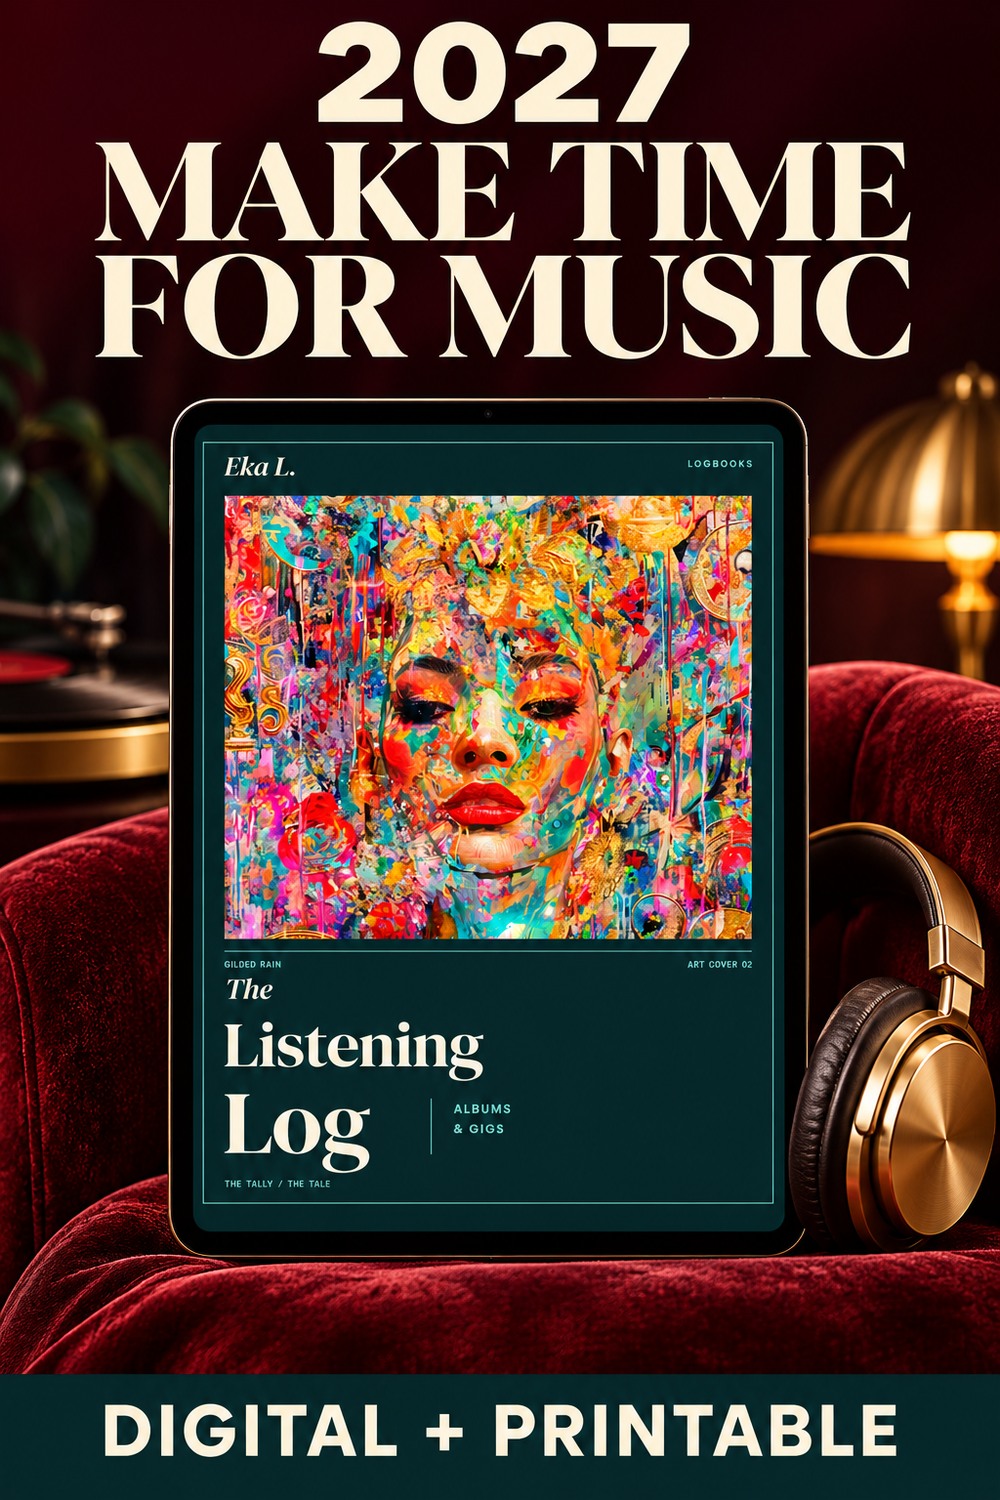 2027
MAKE TIME
FOR MUSIC
Eka L.
LOGBOOKS
GILDED RAIN
ART COVER 02
The
Listening
Log
ALBUMS
& GIGS
THE TALLY / THE TALE
DIGITAL + PRINTABLE